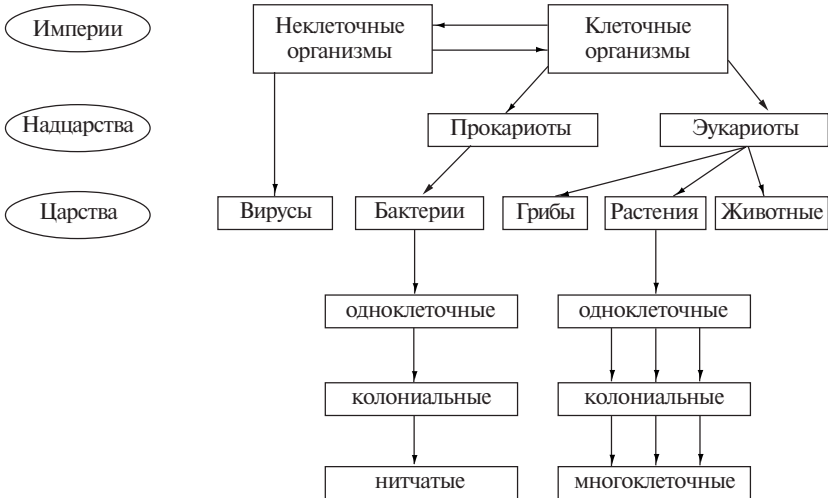 Империи
Неклеточные
организмы
Клеточные
организмы
Надцарства
Прокариоты
Эукариоты
Царства
Вирусы
Бактерии
Грибы
Растения
Животные
одноклеточные
одноклеточные
колониальные
колониальные
нитчатые
многоклеточные